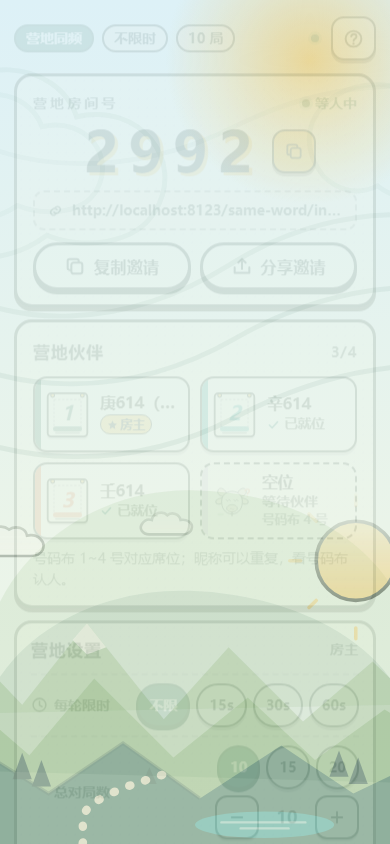 营地同频 不限时 10 局
营地房间号 等人中
2992
http://localhost:8123/same-word/in...
复制邀请 分享邀请
营地伙伴 3/4
1 庚614 (... 2 辛614
★房主 ✓ 已就位
3 壬614 空位
✓ 已就位 等待伙伴
号码布 4 号
号码布 1~4 号对应席位；昵称可以重复，看号码布
认人。
营地设置 房主
每轮限时 不限 15s 30s 60s
10 15 20
总对局数
− 10 +